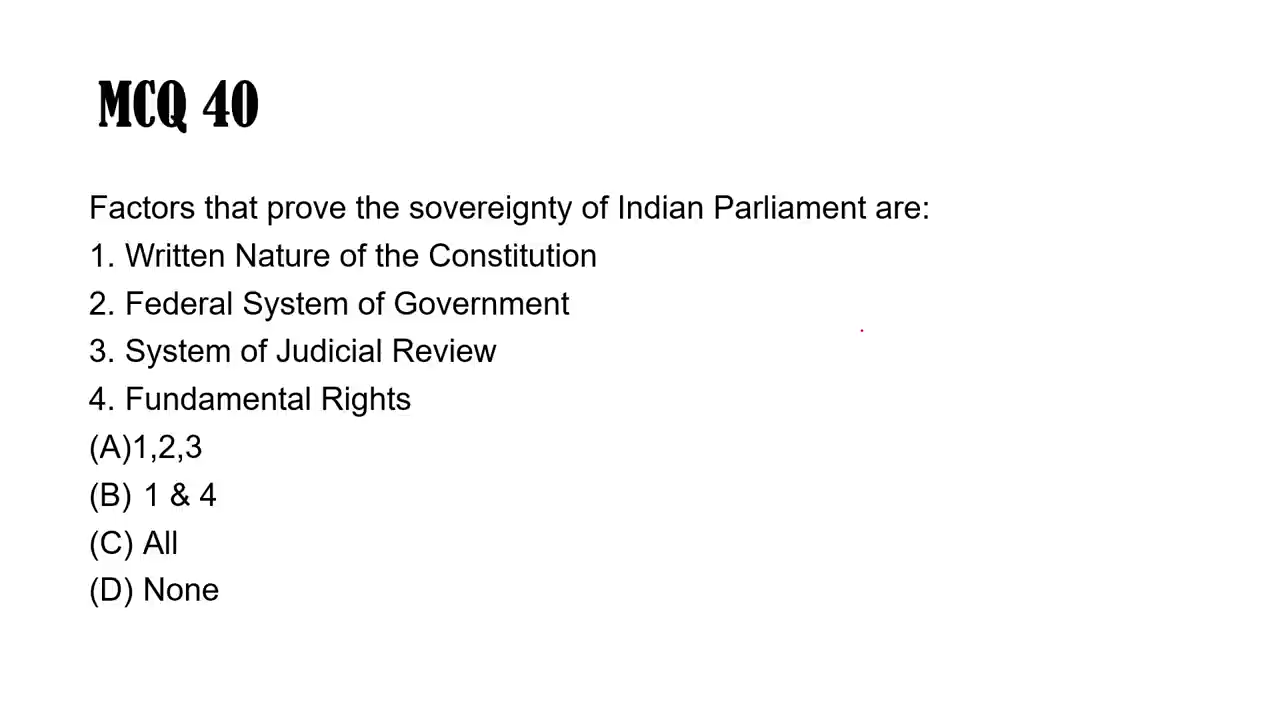 MCQ 40
Factors that prove the sovereignty of Indian Parliament are:
1. Written Nature of the Constitution
2. Federal System of Government
3. System of Judicial Review
4. Fundamental Rights
(A)1,2,3
(B) 1 & 4
(C) All
(D) None